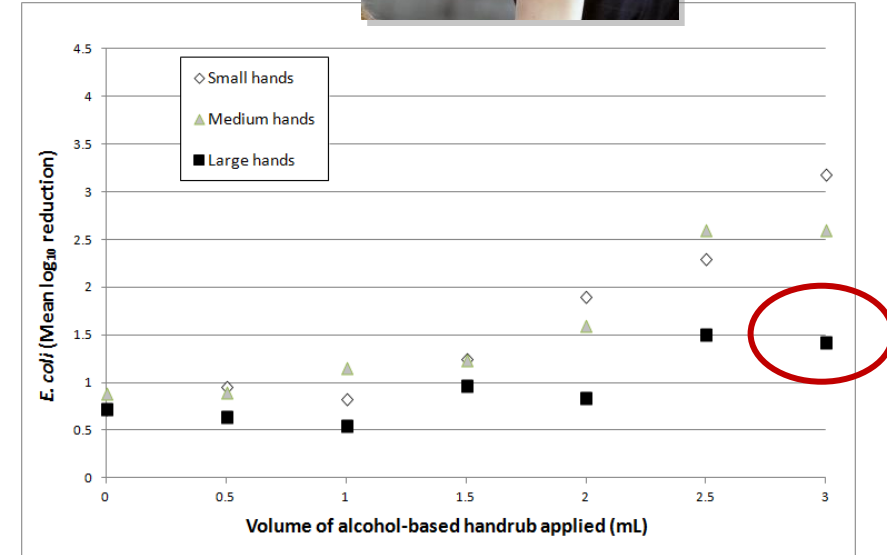 4.5
4
3.5
3
2.5
2
1.5
1
0.5
0
Small hands
Medium hands
Large hands
E. coli (Mean log₁₀ reduction)
0 0.5 1 1.5 2 2.5 3
Volume of alcohol-based handrub applied (mL)